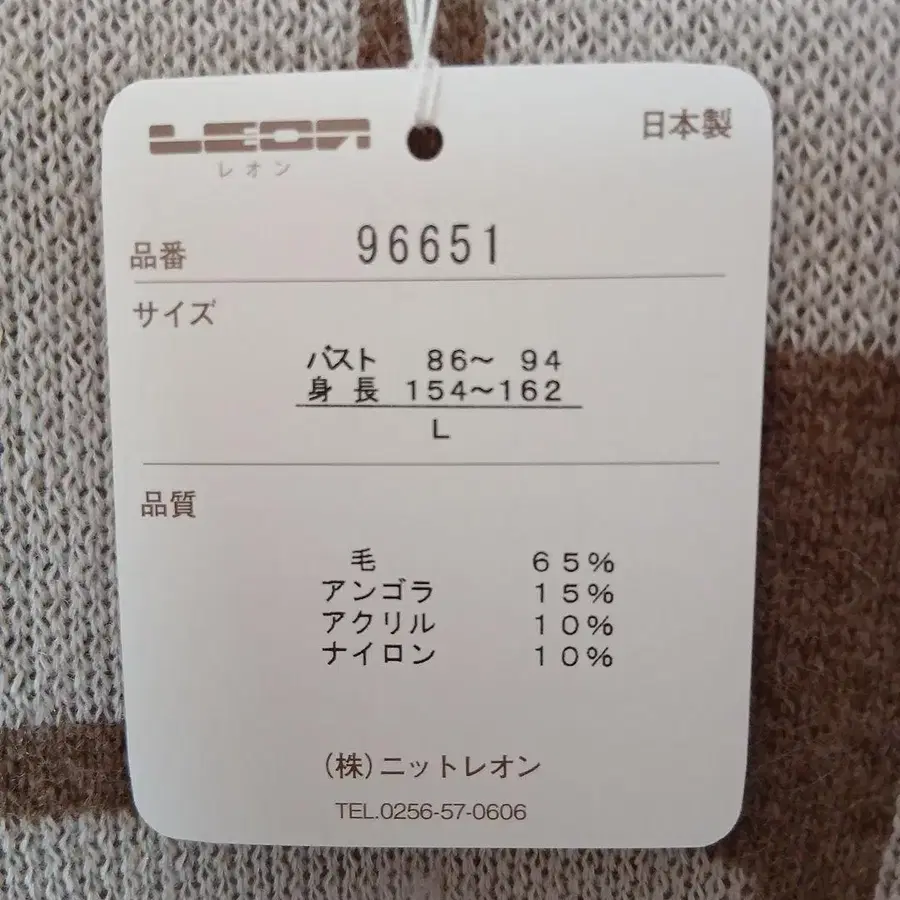 LEON
レオン
日本製
品番 96651
サイズ
バスト 86～ 94
身 長 154～162
L
品質
毛 65%
アンゴラ 15%
アクリル 10%
ナイロン 10%
(株)ニットレオン
TEL.0256-57-0606